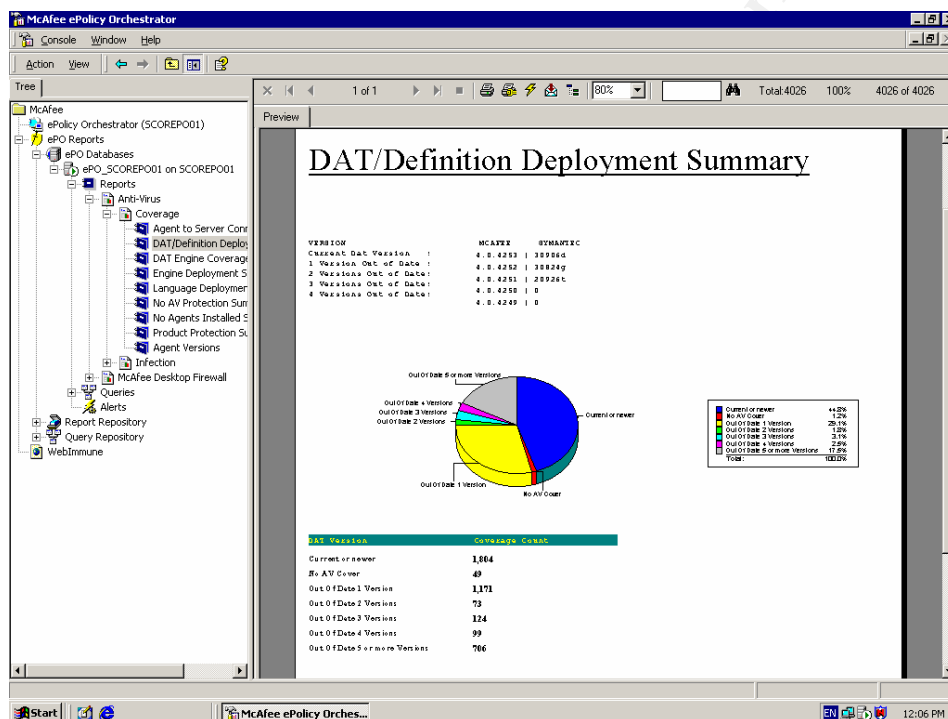 McAfee ePolicy Orchestrator
Console Window Help
Action View
Tree
1 of 1
80%
Total:4026 100% 4026 of 4026
Preview
McAfee
ePolicy Orchestrator (SCOREPO01)
ePO Reports
ePO Databases
ePO_SCOREPO01 on SCOREPO01
Reports
Anti-Virus
Coverage
Agent to Server Conr
DAT/Definition Deploy
DAT Engine Coverage
Engine Deployment S
Language Deploymer
No AV Protection Sum
No Agents Installed S
Product Protection Su
Agent Versions
Infection
McAfee Desktop Firewall
Queries
Alerts
Report Repository
Query Repository
WebImmune
DAT/Definition Deployment Summary
VERSION MCAFEE SYMANTEC
Current Dat Version : 4.0.4253 | 30906d
1 Version Out of Date: 4.0.4252 | 30824g
2 Versions Out of Date: 4.0.4251 | 20926t
3 Versions Out of Date: 4.0.4250 | 0
4 Versions Out of Date: 4.0.4249 | 0
Out Of Date 5 or more Versions
Out Of Date 4 Versions
Out Of Date 3 Versions
Out Of Date 2 Versions
Current or newer
Out Of Date 1 Version
No AV Cover
Current or newer 44.8%
No AV Cover 1.2%
Out Of Date 1 Version 29.1%
Out Of Date 2 Versions 1.8%
Out Of Date 3 Versions 3.1%
Out Of Date 4 Versions 2.5%
Out Of Date 5 or more Versions 17.5%
Total: 100.0%
DAT Version Coverage Count
Current or newer 1,804
No AV Cover 49
Out Of Date 1 Version 1,171
Out Of Date 2 Versions 73
Out Of Date 3 Versions 124
Out Of Date 4 Versions 99
Out Of Date 5 or more Versions 706
Start
McAfee ePolicy Orches...
EN
12:06 PM